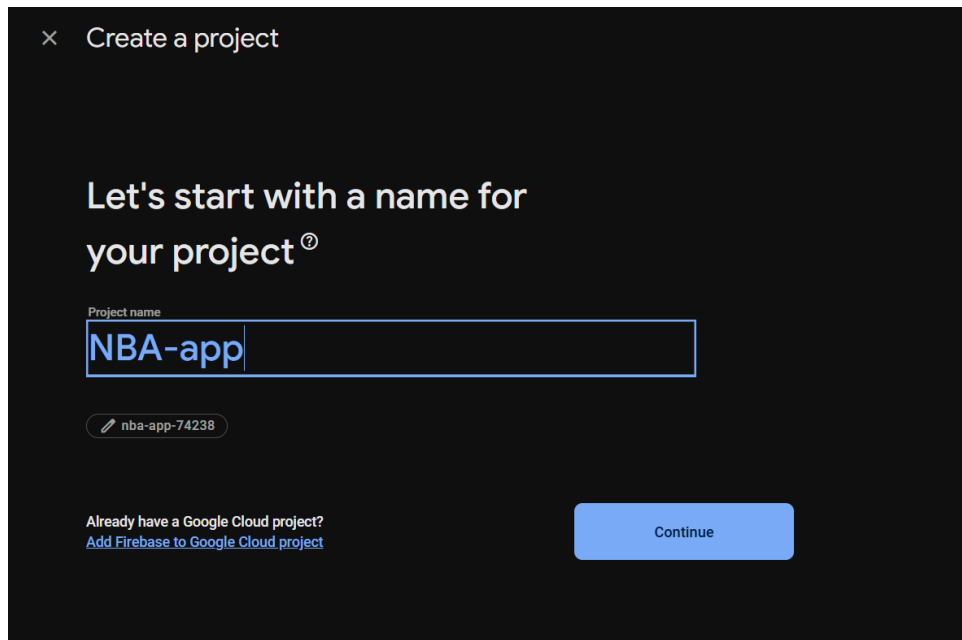 Create a project
Let's start with a name for
your project
Project name
NBA-app
nba-app-74238
Already have a Google Cloud project?
Add Firebase to Google Cloud project
Continue